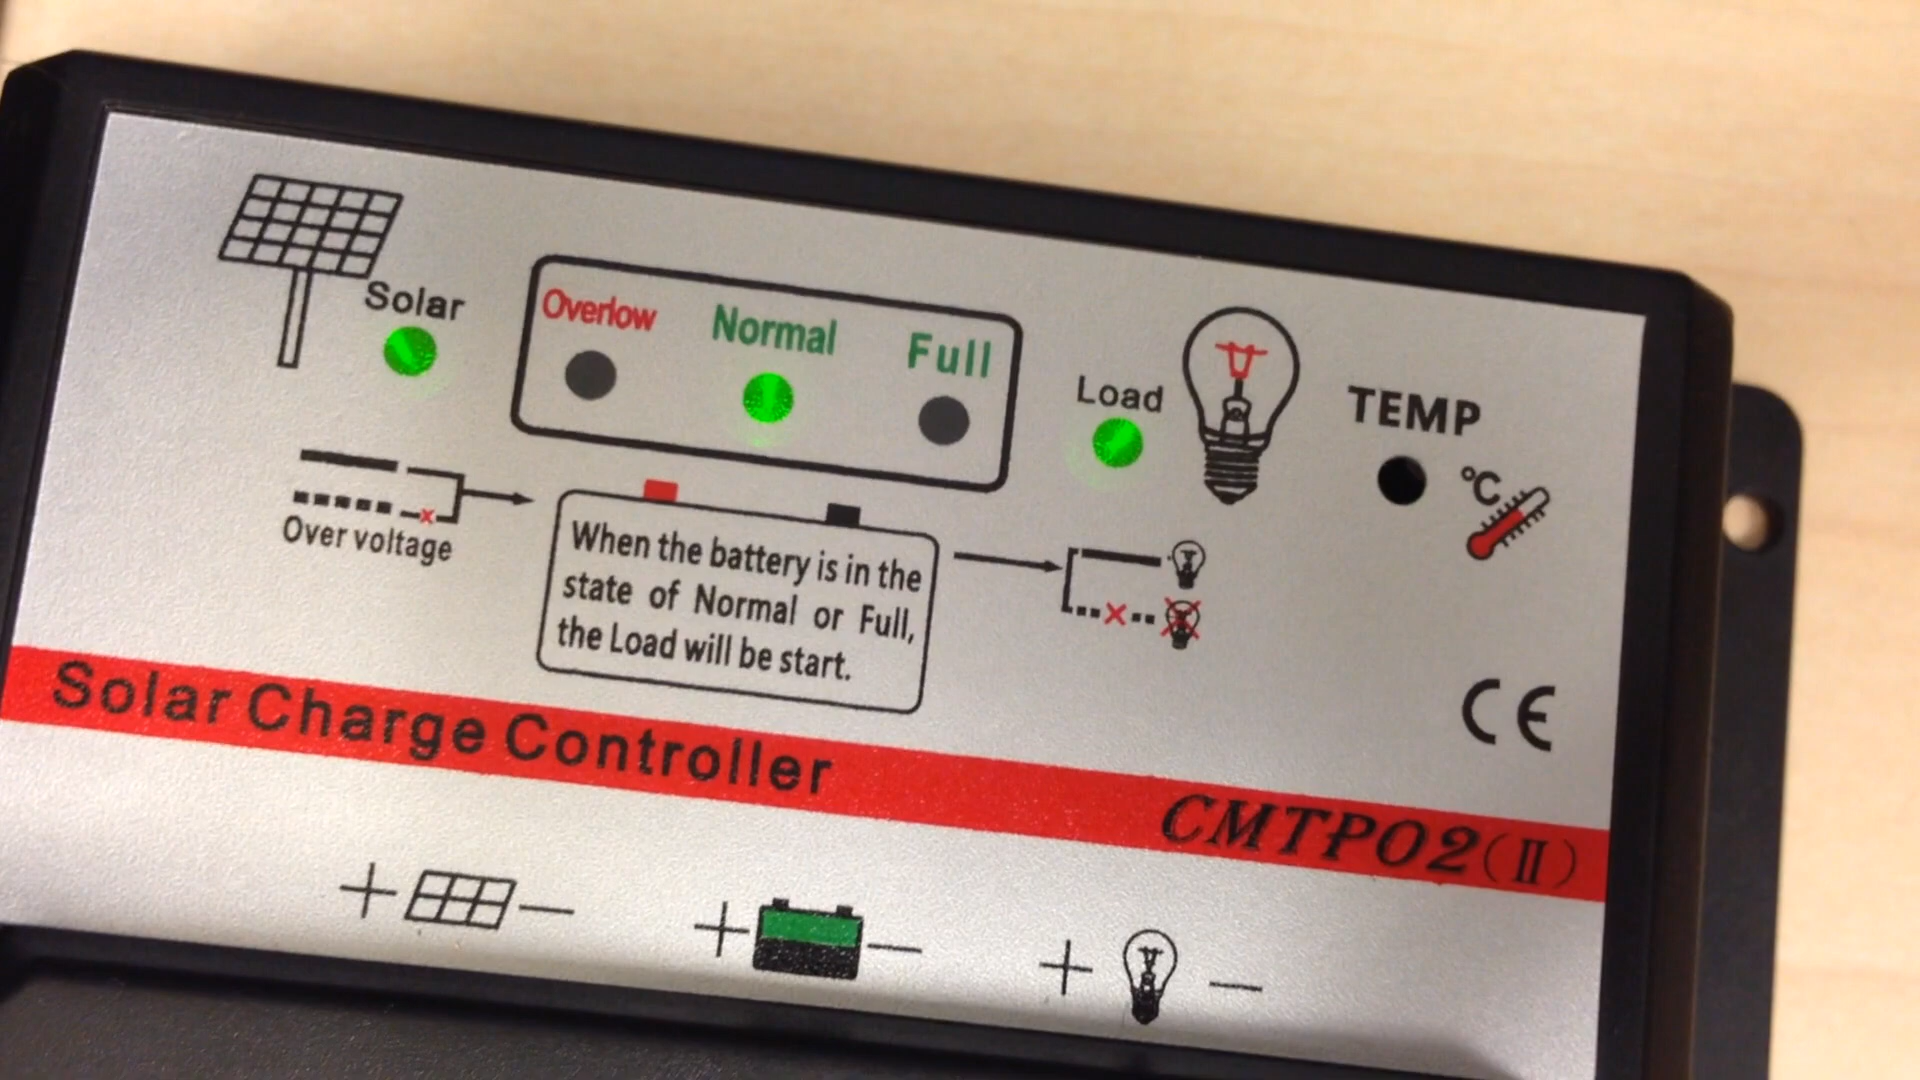 Solar
Overlow
Normal
Full
Load
TEMP
°C
Over voltage
When the battery is in the
state of Normal or Full,
the Load will be start.
CE
Solar Charge Controller
CMTP02(II)